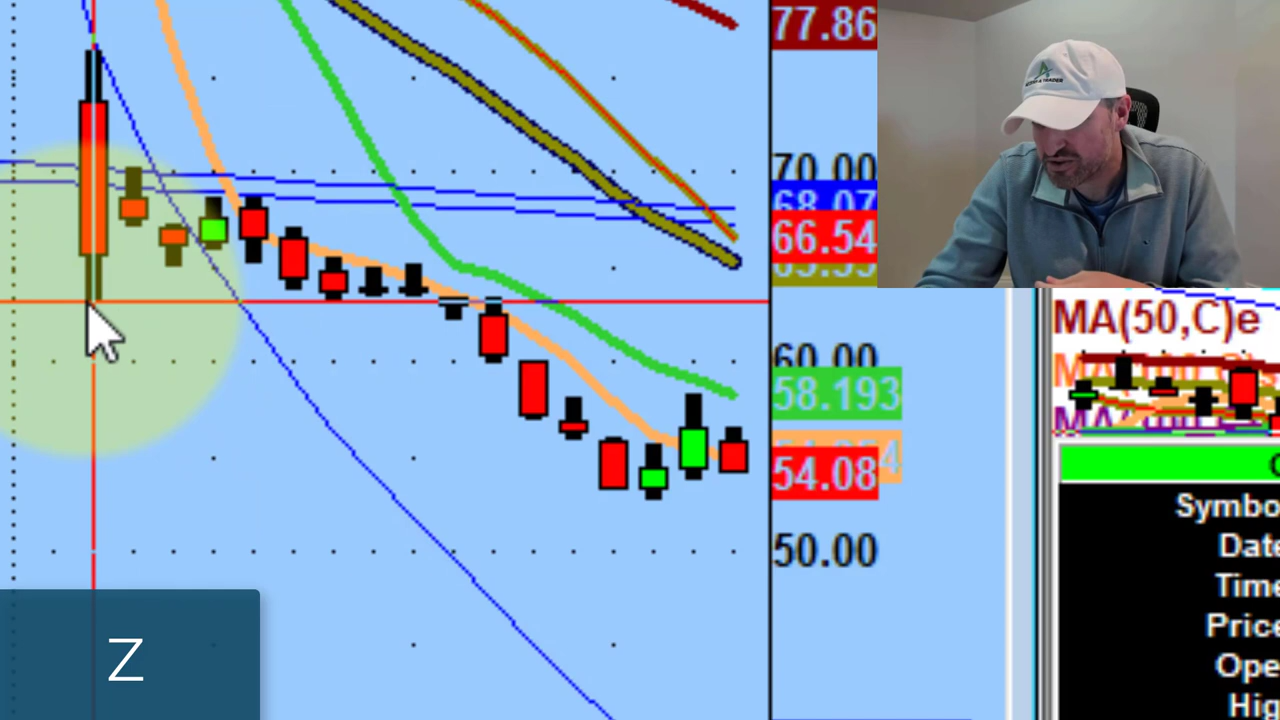 77.86
70.00
68.07
66.54
60.00
58.193
4
54.08
50.00
MA(50,C)e
Symbo
Date
Time
Price
Ope
Hig
Z